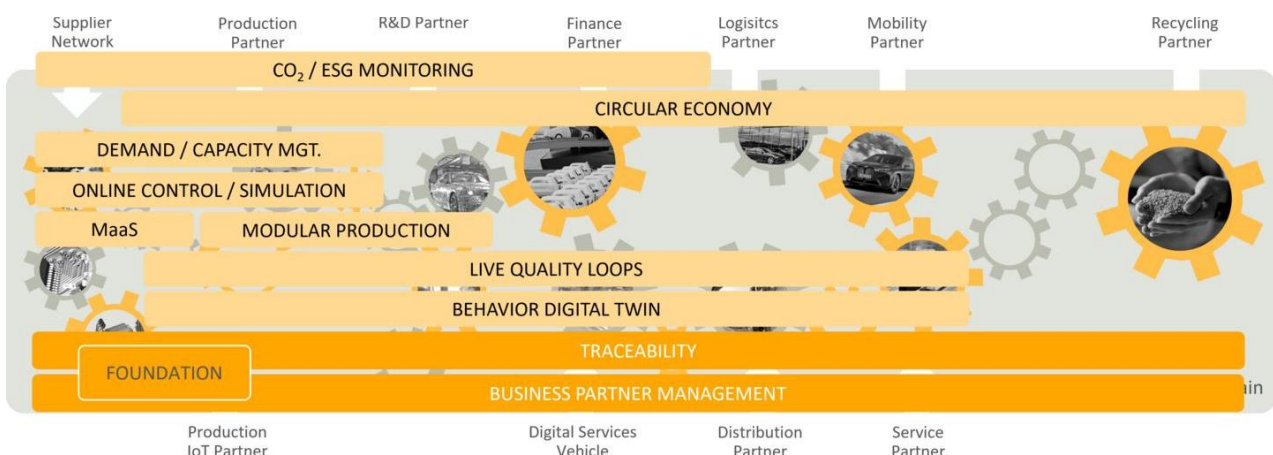 Supplier
Network
Production
Partner
R&D Partner
Finance
Partner
Logisitcs
Partner
Mobility
Partner
Recycling
Partner
CO₂ / ESG MONITORING
CIRCULAR ECONOMY
DEMAND / CAPACITY MGT.
ONLINE CONTROL / SIMULATION
MaaS
MODULAR PRODUCTION
LIVE QUALITY LOOPS
BEHAVIOR DIGITAL TWIN
TRACEABILITY
FOUNDATION
BUSINESS PARTNER MANAGEMENT
Production
IoT Partner
Digital Services
Vehicle
Distribution
Partner
Service
Partner